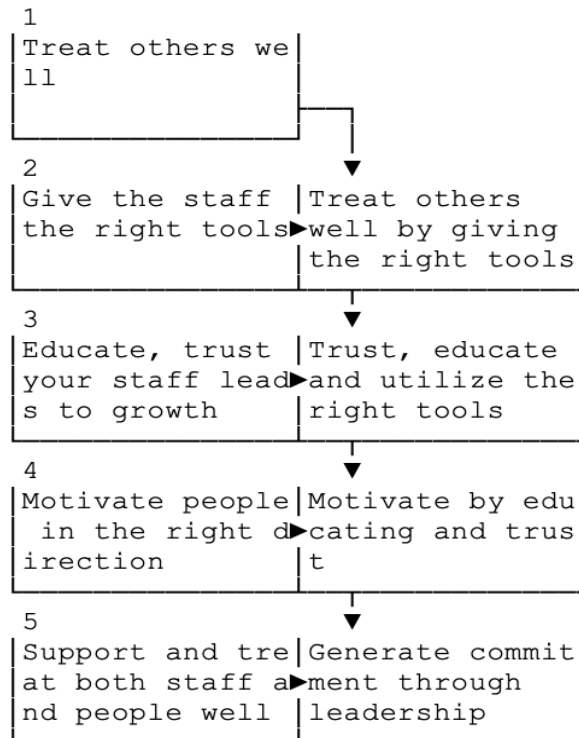 1
Treat others we
ll
2
Give the staff Treat others
the right tools well by giving
the right tools
3
Educate, trust Trust, educate
your staff lead and utilize the
s to growth right tools
4
Motivate people Motivate by edu
in the right d cating and trus
irection t
5
Support and tre Generate commit
at both staff a ment through
nd people well leadership